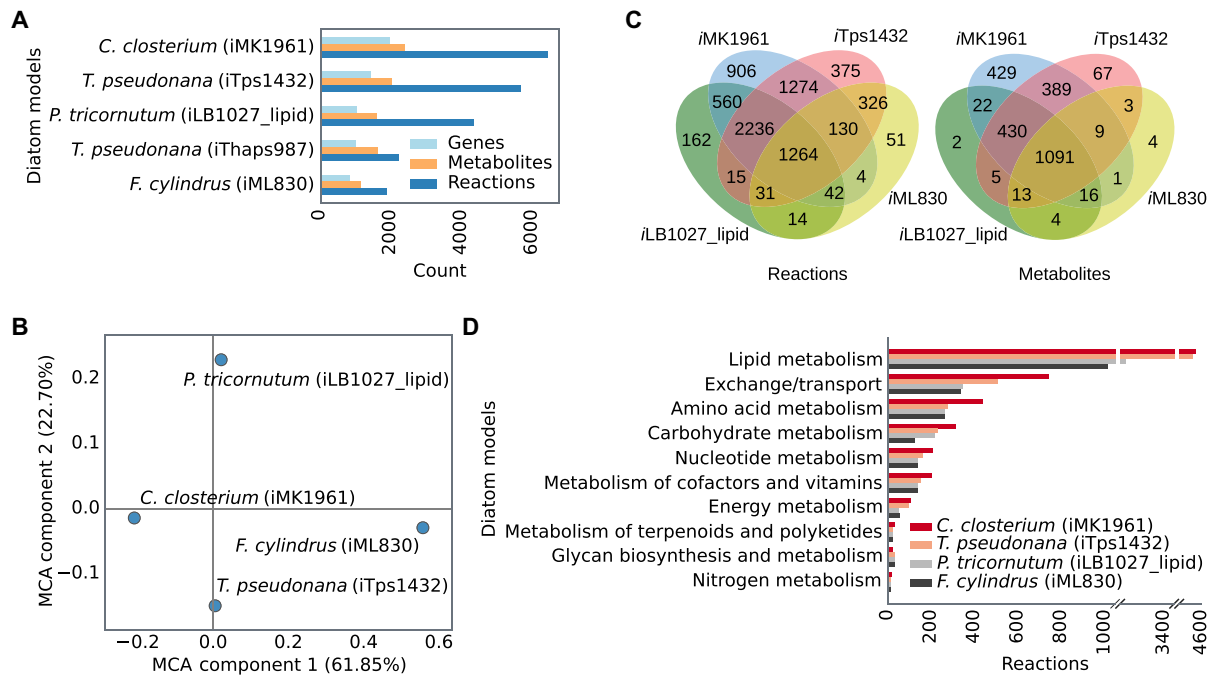 A
Diatom models
C. closterium (iMK1961)
T. pseudonana (iTps1432)
P. tricornutum (iLB1027_lipid)
T. pseudonana (iThaps987)
F. cylindrus (iML830)
Genes
Metabolites
Reactions
0 2000 4000 6000
Count
B
MCA component 2 (22.70%)
0.2
0.1
0.0
−0.1
P. tricornutum (iLB1027_lipid)
C. closterium (iMK1961)
F. cylindrus (iML830)
T. pseudonana (iTps1432)
−0.2 0.0 0.2 0.4 0.6
MCA component 1 (61.85%)
C
iMK1961 iTps1432
906 1274 375
560 326
162 2236 130 51
1264
15 31 42 4
14
iML830
iLB1027_lipid
Reactions
iMK1961 iTps1432
429 389 67
22 3
2 430 9 4
1091
5 13 16 1
4
iML830
iLB1027_lipid
Metabolites
D
Diatom models
Lipid metabolism
Exchange/transport
Amino acid metabolism
Carbohydrate metabolism
Nucleotide metabolism
Metabolism of cofactors and vitamins
Energy metabolism
Metabolism of terpenoids and polyketides
Glycan biosynthesis and metabolism
Nitrogen metabolism
C. closterium (iMK1961)
T. pseudonana (iTps1432)
P. tricornutum (iLB1027_lipid)
F. cylindrus (iML830)
0 200 400 600 800 1000 3400 4600
Reactions